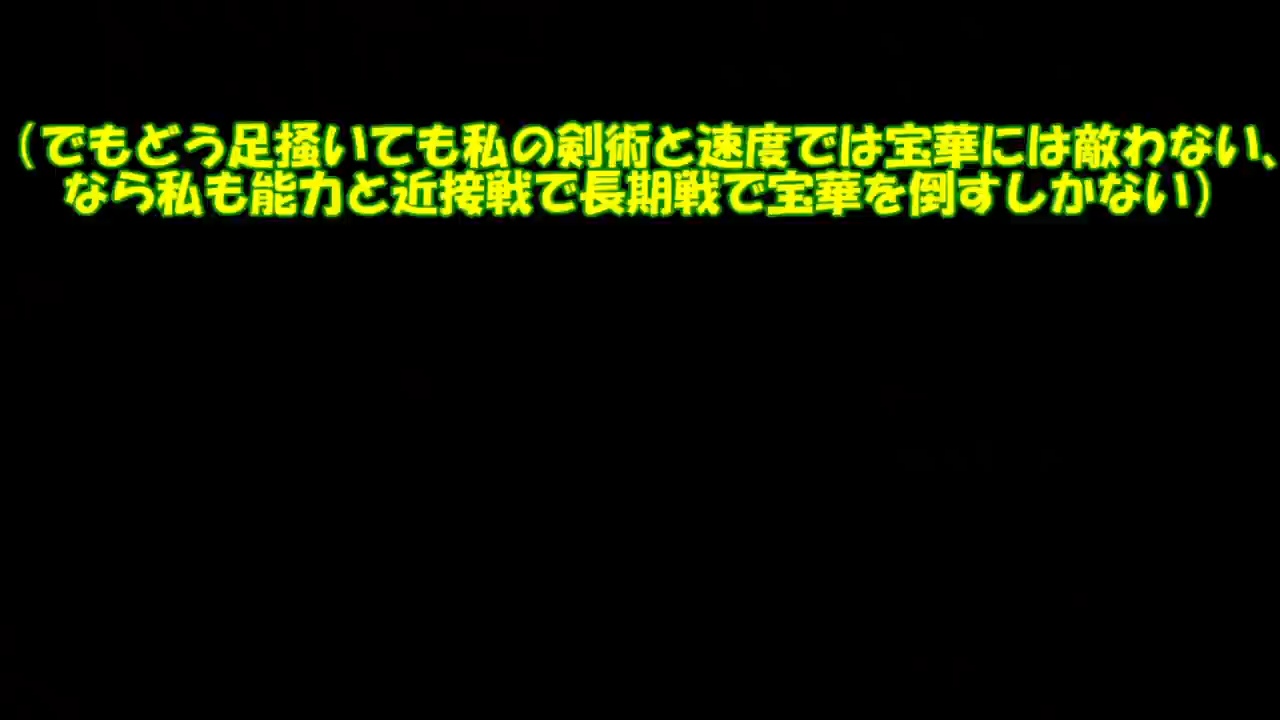 （でもどう足掻いても私の剣術と速度では宝華には敵わない、
なら私も能力と近接戦で長期戦で宝華を倒すしかない）